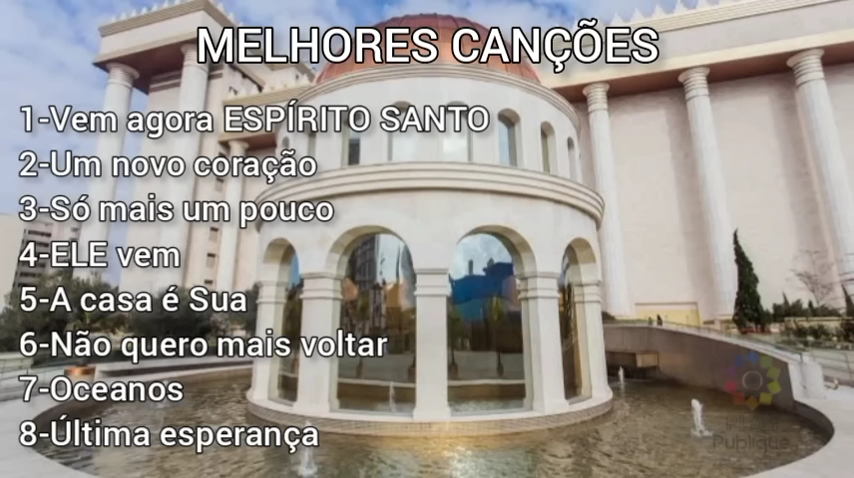 MELHORES CANÇÕES
1-Vem agora ESPÍRITO SANTO
2-Um novo coração
3-Só mais um pouco
4-ELE vem
5-A casa é Sua
6-Não quero mais voltar
7-Oceanos
8-Última esperança
Publique